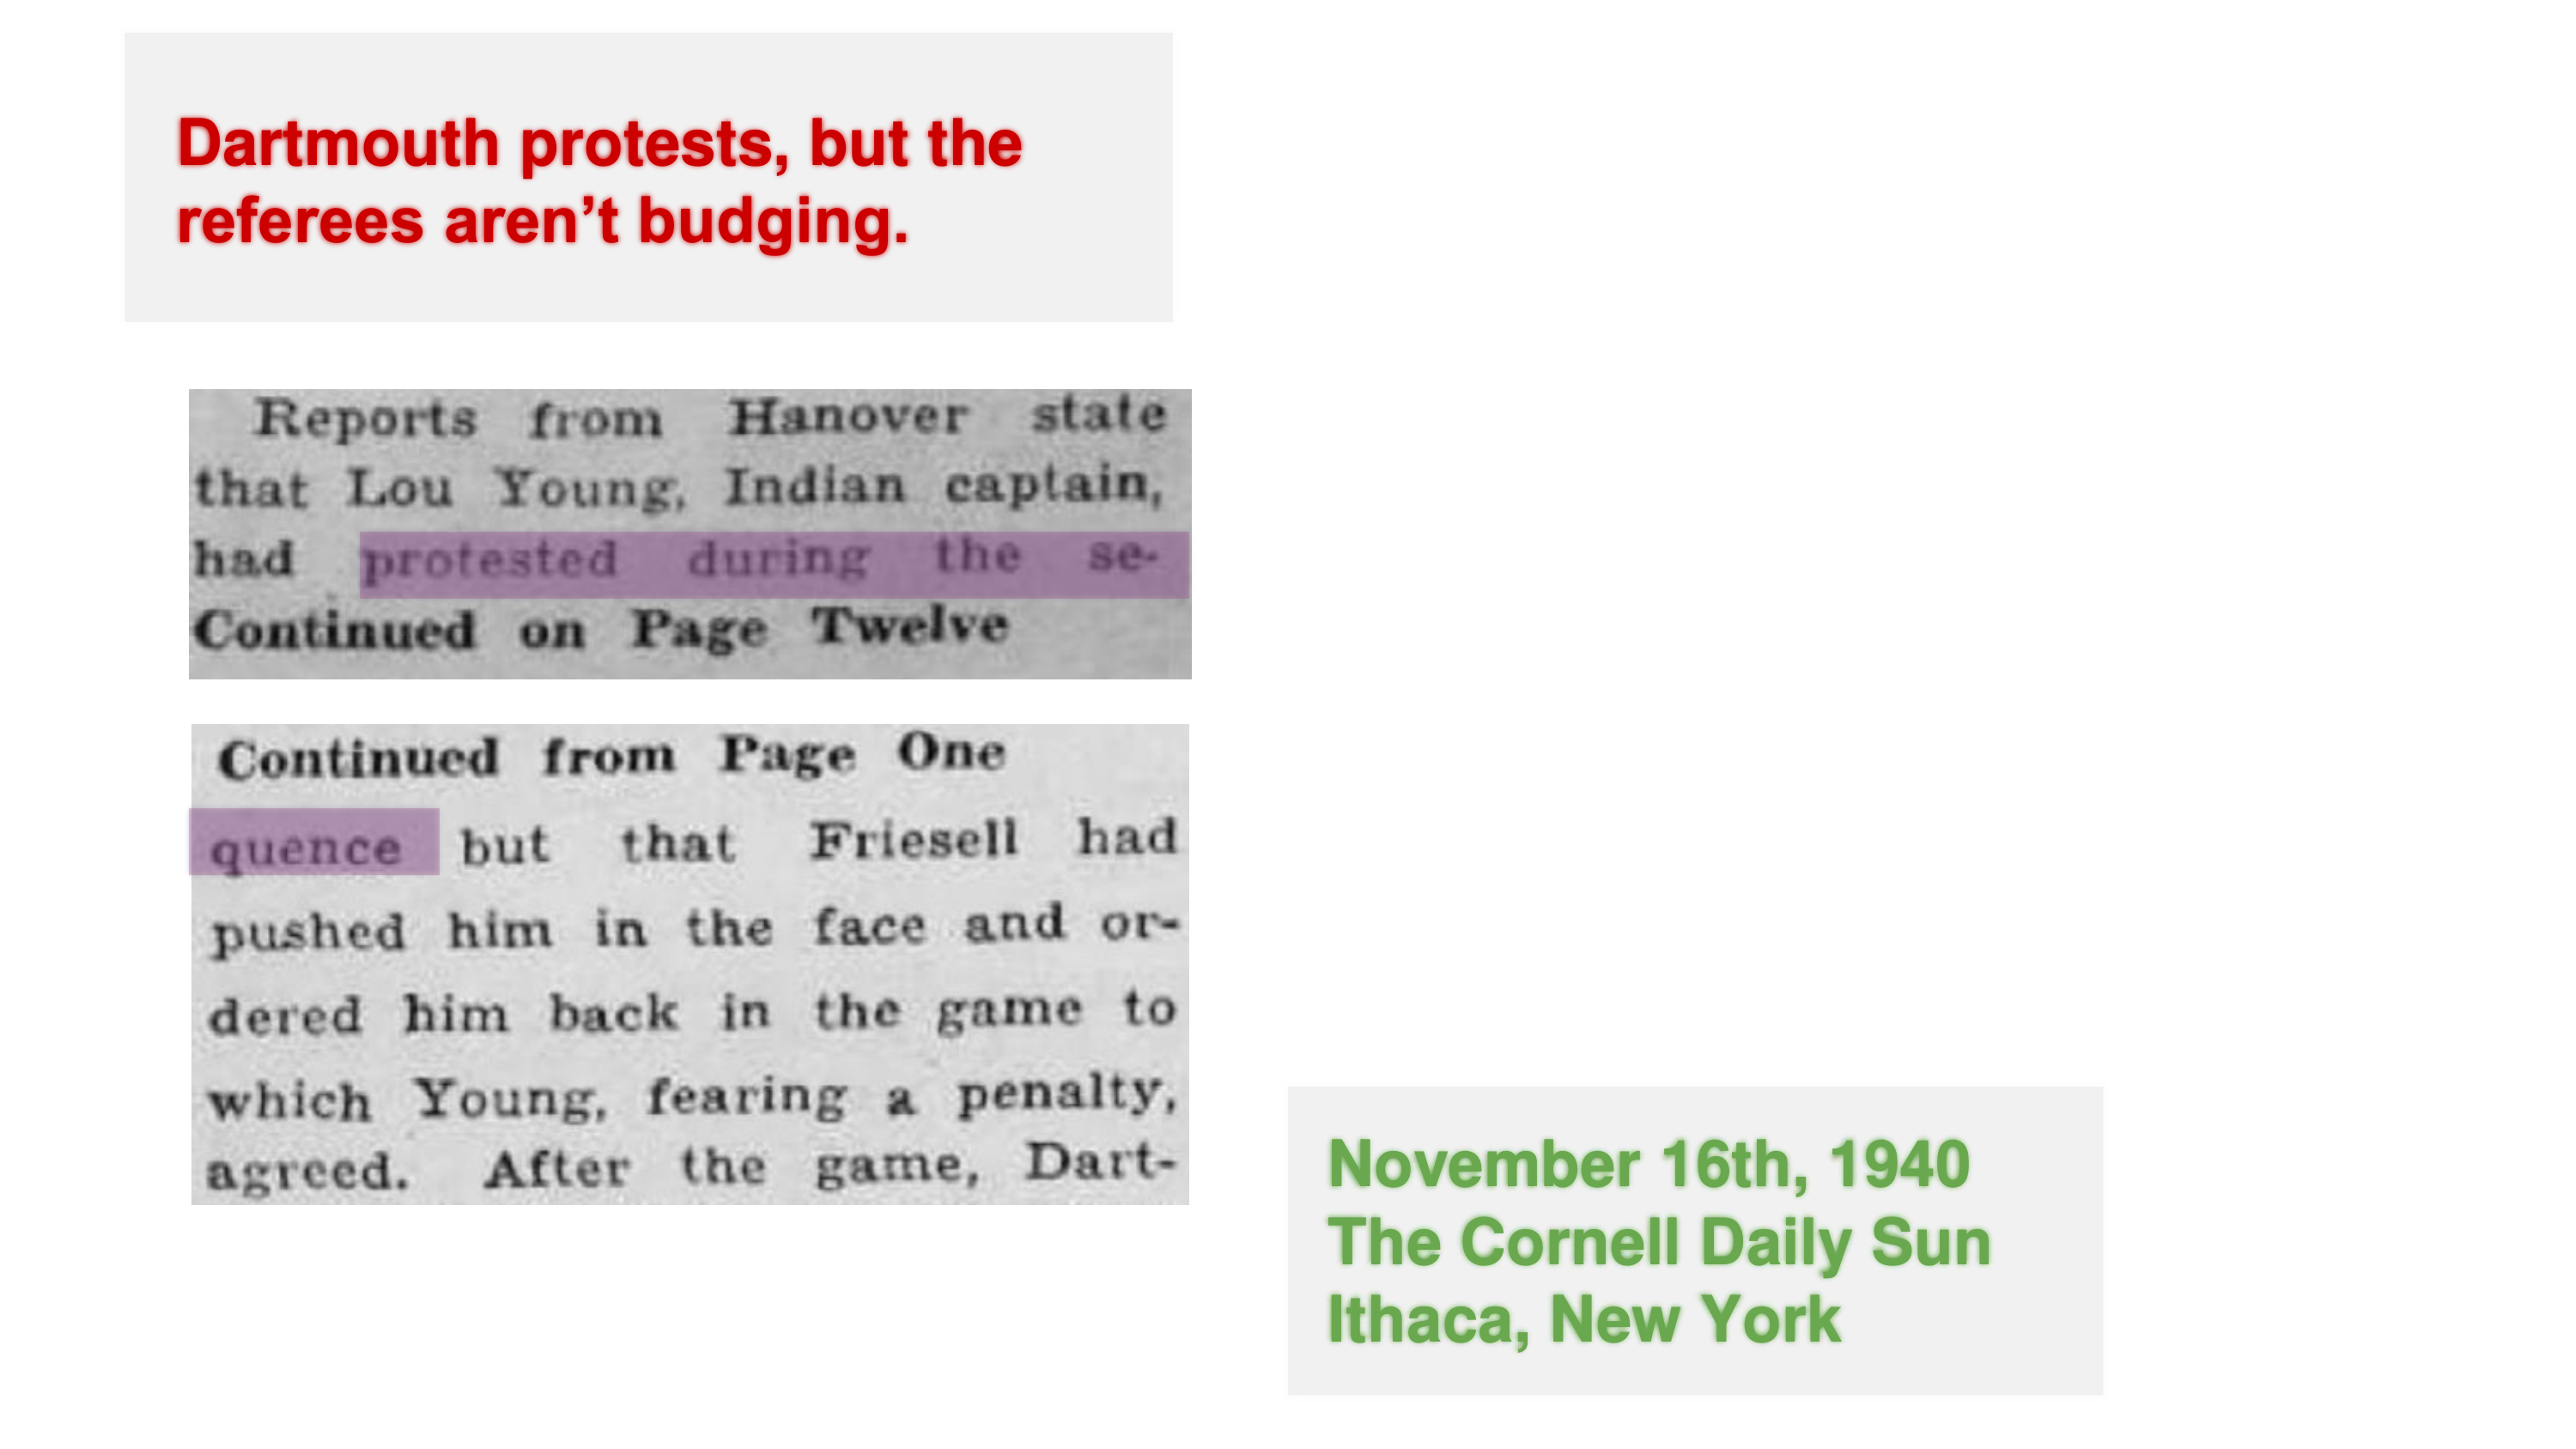 Dartmouth protests, but the
referees aren’t budging.
Reports from Hanover state
that Lou Young, Indian captain,
had protested during the se-
Continued on Page Twelve
Continued from Page One
quence but that Friesell had
pushed him in the face and or-
dered him back in the game to
which Young, fearing a penalty,
agreed. After the game, Dart-
November 16th, 1940
The Cornell Daily Sun
Ithaca, New York